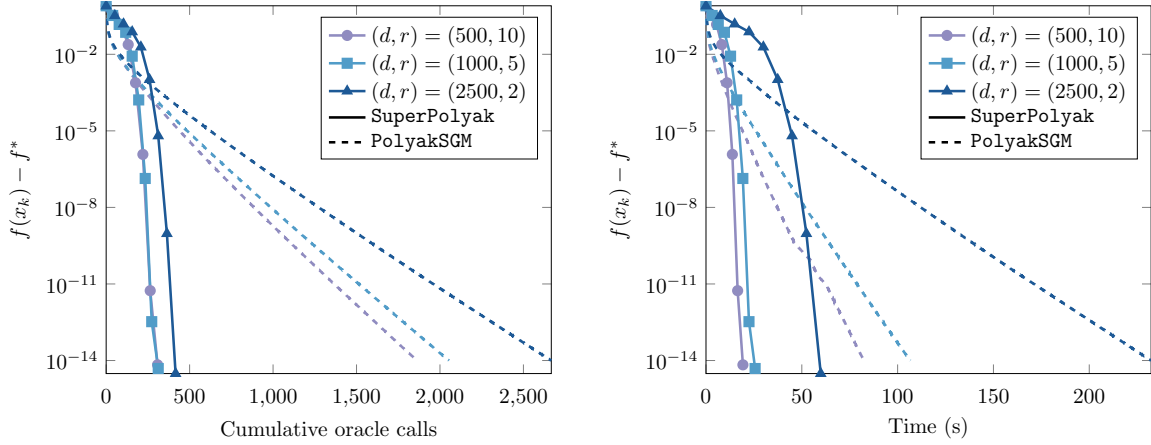 10^{-2}
10^{-5}
10^{-8}
10^{-11}
10^{-14}
f(x_k) − f*
0 500 1,000 1,500 2,000 2,500
Cumulative oracle calls
(d, r) = (500, 10)
(d, r) = (1000, 5)
(d, r) = (2500, 2)
SuperPolyak
PolyakSGM
10^{-2}
10^{-5}
10^{-8}
10^{-11}
10^{-14}
f(x_k) − f*
0 50 100 150 200
Time (s)
(d, r) = (500, 10)
(d, r) = (1000, 5)
(d, r) = (2500, 2)
SuperPolyak
PolyakSGM